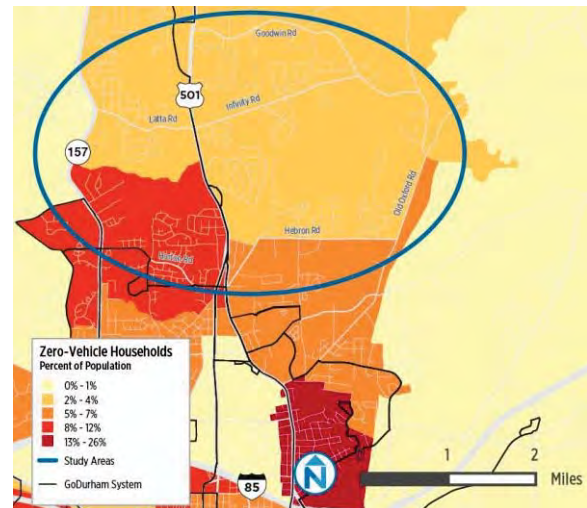 Goodwin Rd
501
Infinity Rd
Latta Rd
157
Old Oxford Rd
Hebron Rd
Zero-Vehicle Households
Percent of Population
0% - 1%
2% - 4%
5% - 7%
8% - 12%
13% - 26%
Study Areas
GoDurham System
85
N
1
2
Miles